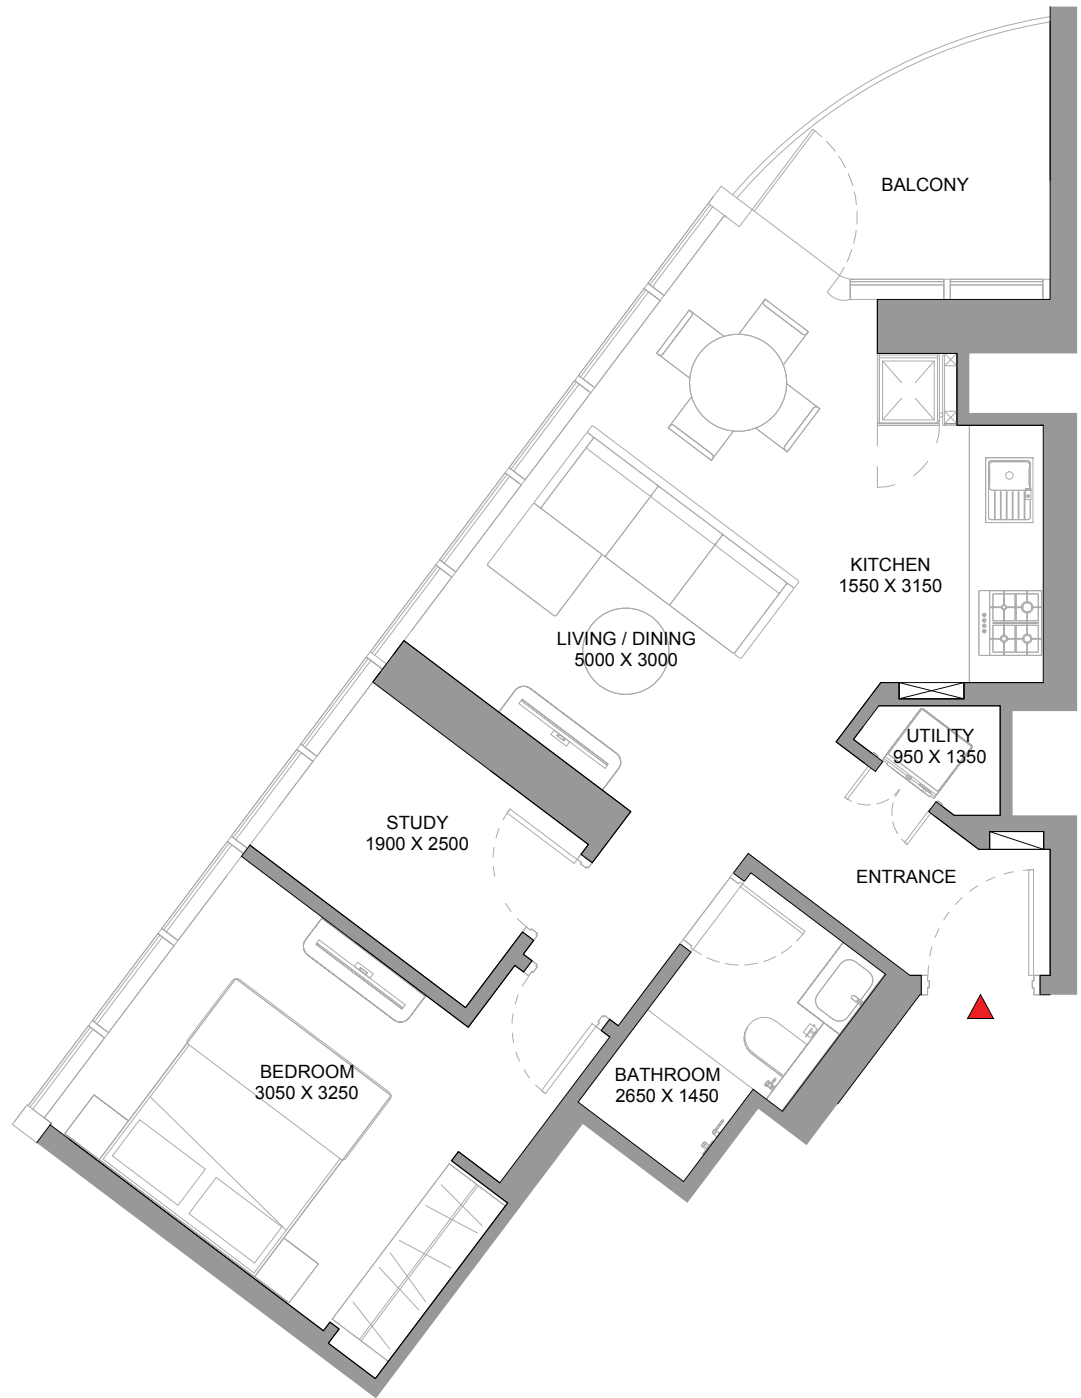 BALCONY
KITCHEN
1550 X 3150
LIVING / DINING
5000 X 3000
UTILITY
950 X 1350
STUDY
1900 X 2500
ENTRANCE
BEDROOM
3050 X 3250
BATHROOM
2650 X 1450